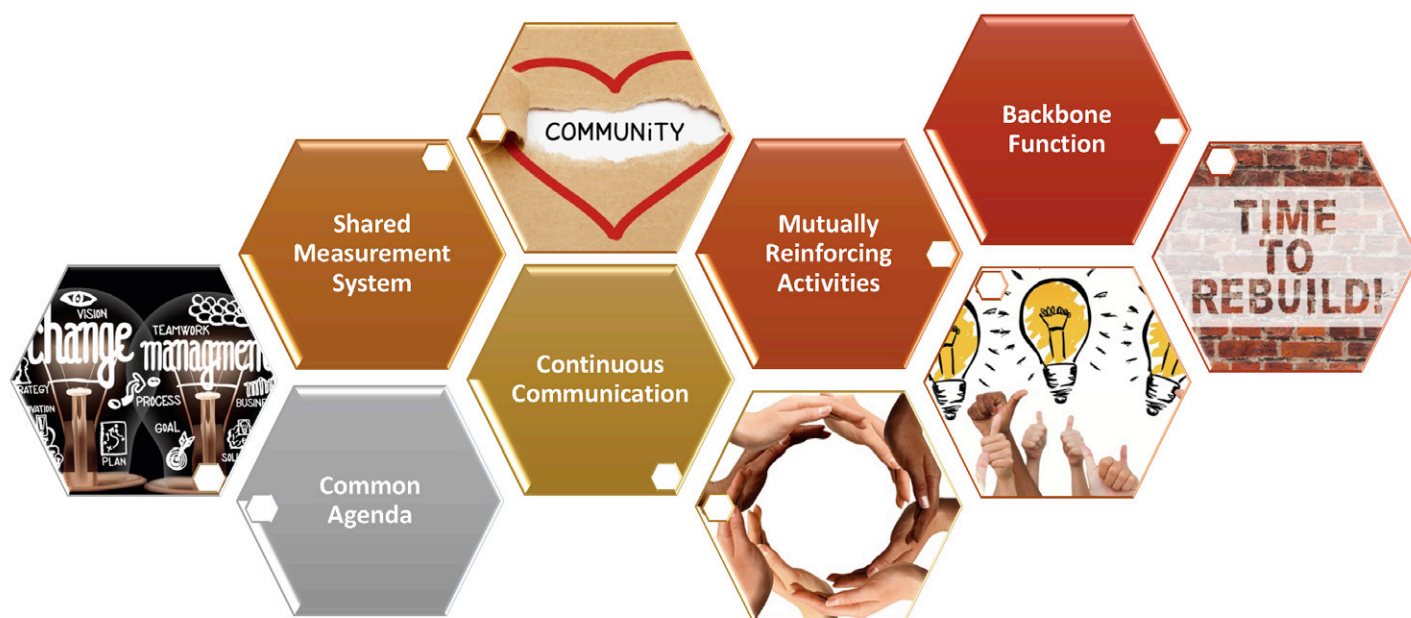 VISION
change
TEAMWORK
managment
PROCESS
GOAL
PLAN
Shared
Measurement
System
Common
Agenda
COMMUNiTY
Continuous
Communication
Mutually
Reinforcing
Activities
Backbone
Function
TIME
TO
REBUILD!